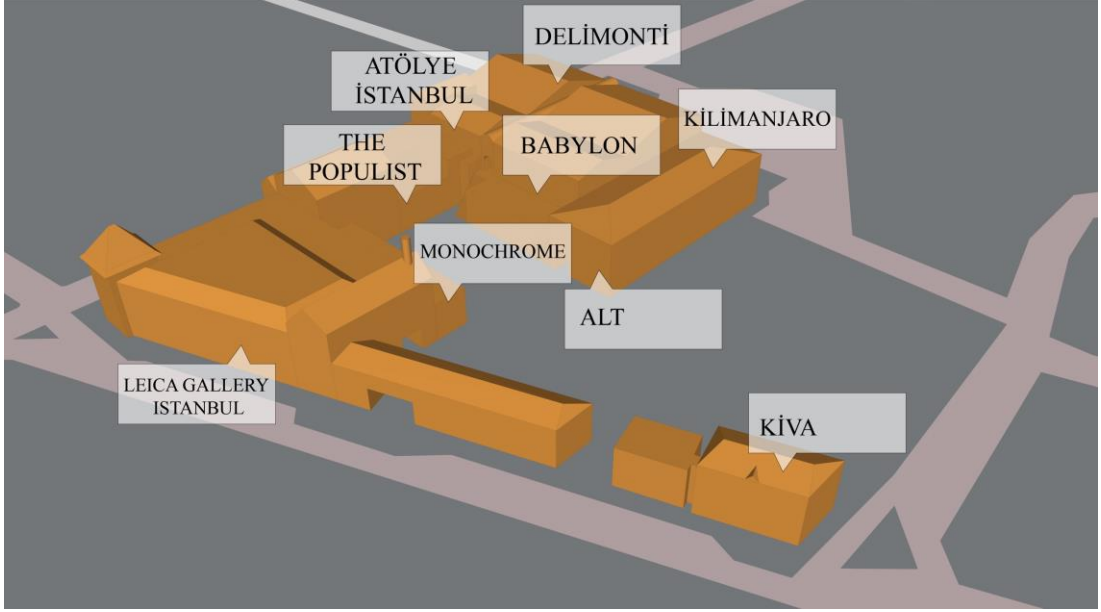 DELİMONTİ
ATÖLYE
İSTANBUL
KİLİMANJARO
THE
POPULIST
BABYLON
MONOCHROME
ALT
LEICA GALLERY
ISTANBUL
KİVA